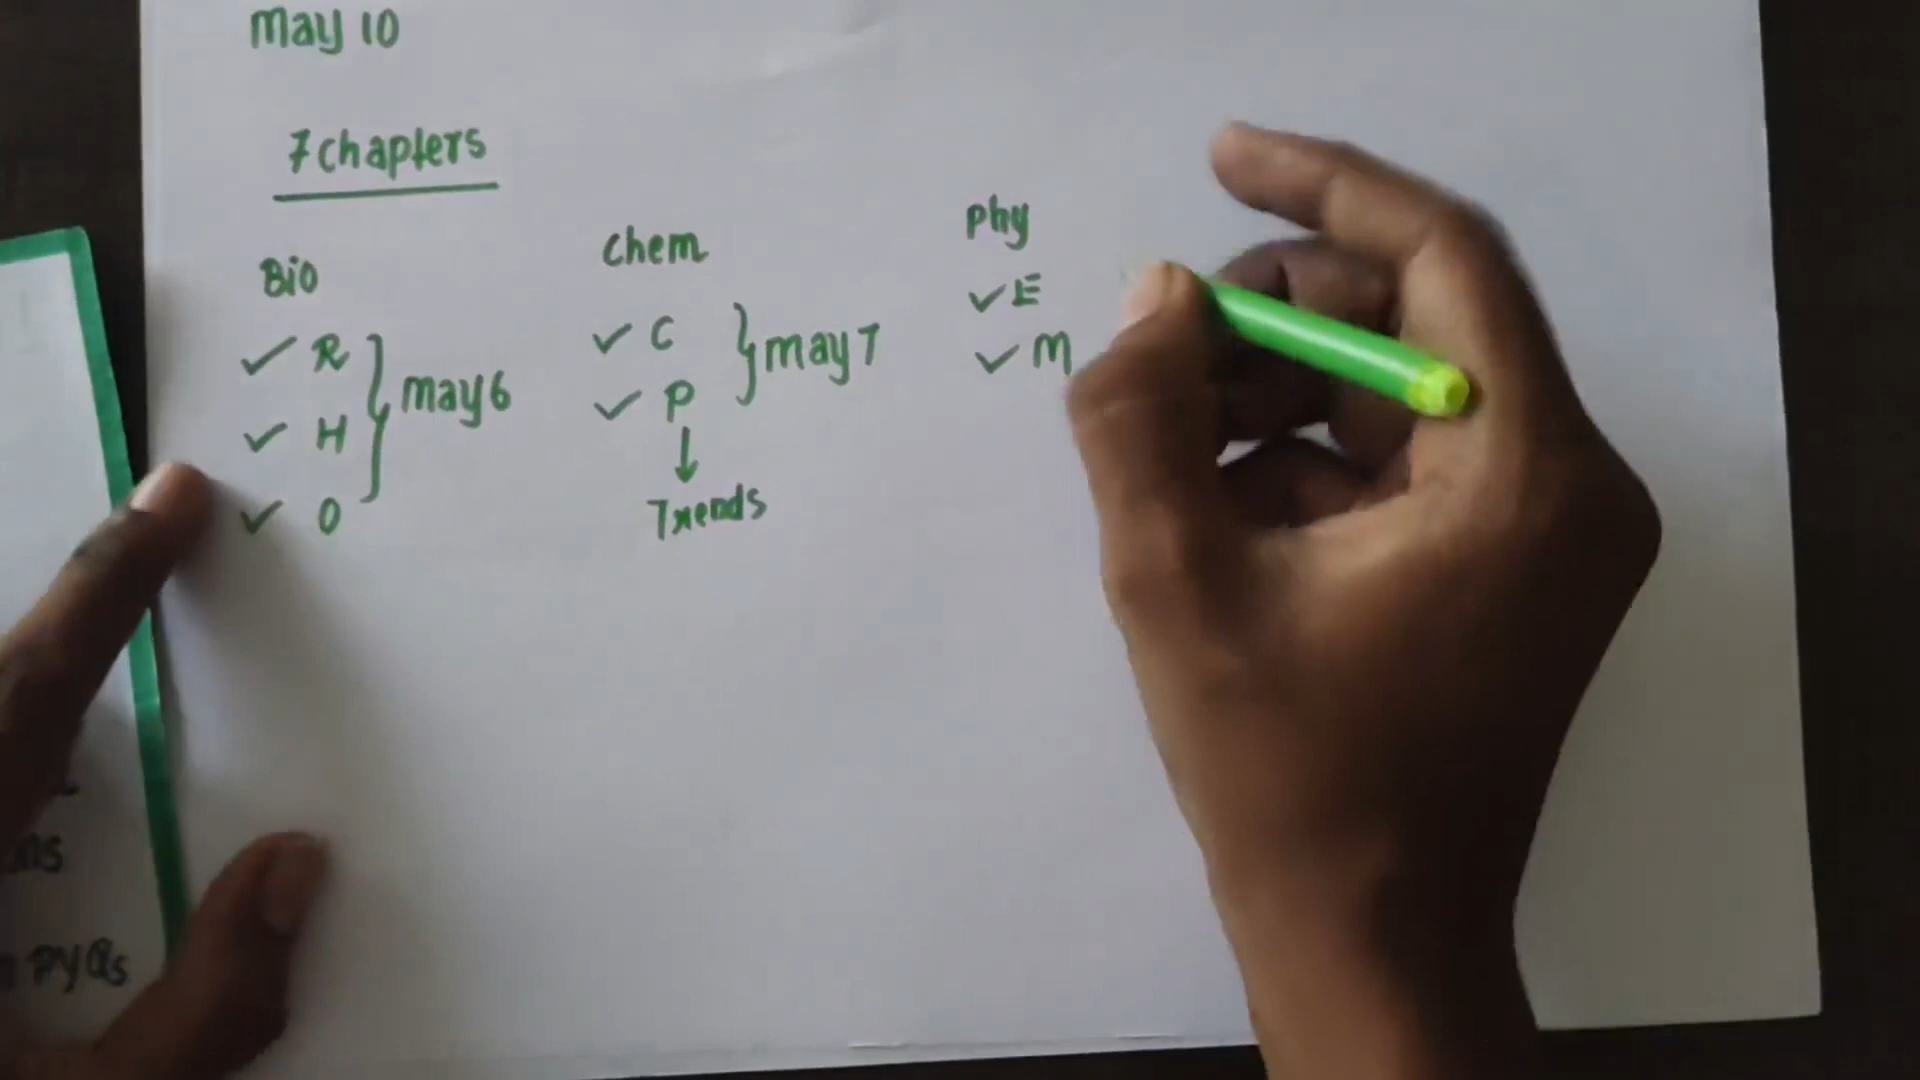 May 10
7 chapters
Bio
✓ R
✓ H
✓ O
} may 6
Chem
✓ C
✓ P
} may 7
↓
Trends
Phy
✓ E
✓ M
PYQs